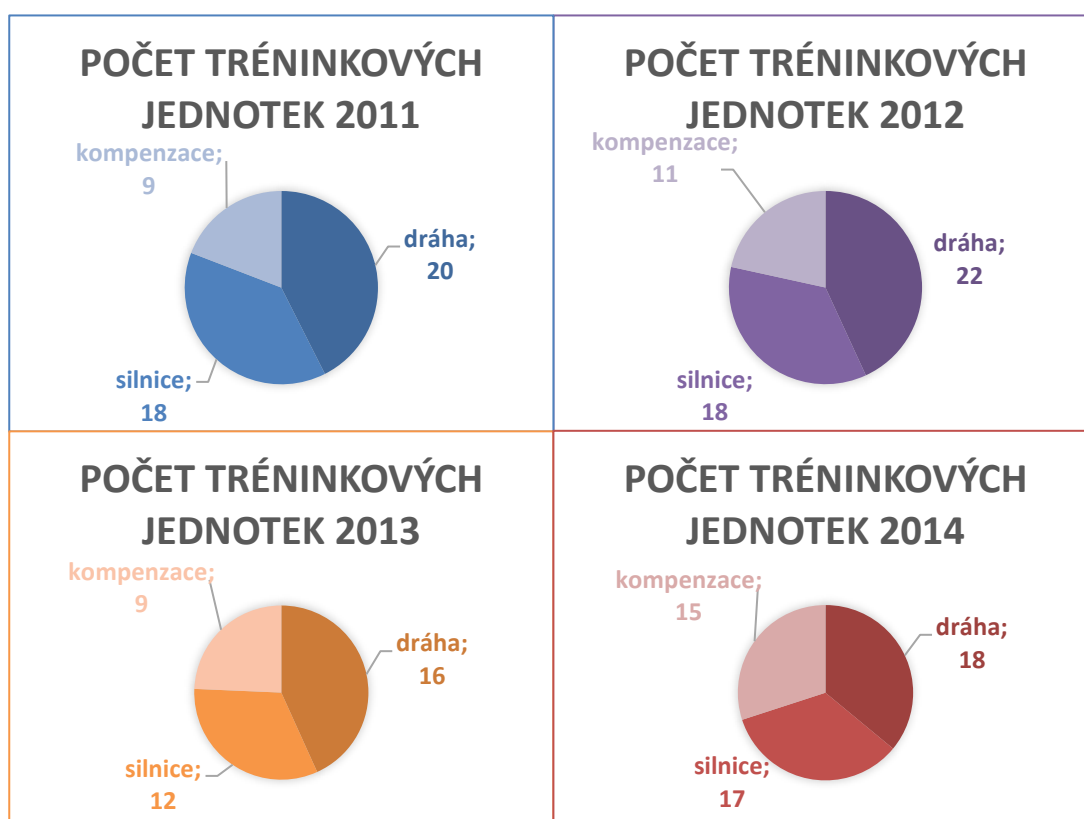 POČET TRÉNINKOVÝCH
JEDNOTEK 2011
kompenzace;
9
dráha;
20
silnice;
18
POČET TRÉNINKOVÝCH
JEDNOTEK 2012
kompenzace;
11
dráha;
22
silnice;
18
POČET TRÉNINKOVÝCH
JEDNOTEK 2013
kompenzace;
9
dráha;
16
silnice;
12
POČET TRÉNINKOVÝCH
JEDNOTEK 2014
kompenzace;
15
dráha;
18
silnice;
17